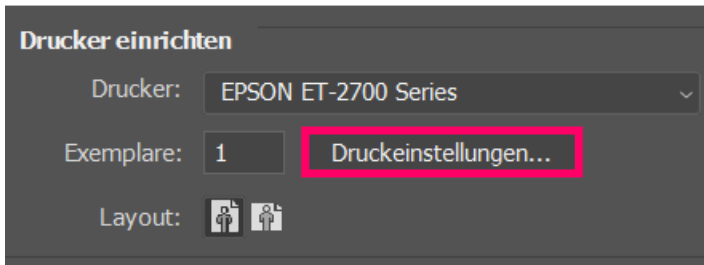 Drucker einrichten
Drucker: EPSON ET-2700 Series
Exemplare: 1 Druckeinstellungen...
Layout: